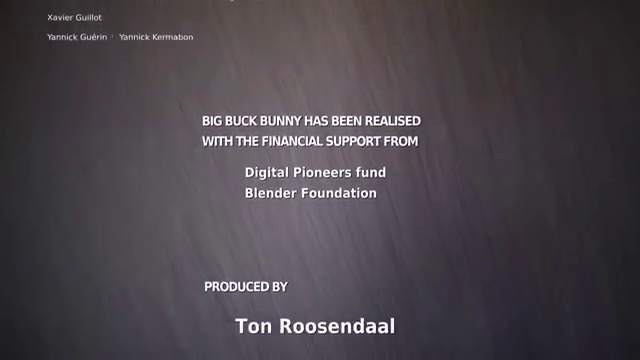 Xavier Guillot
Yannick Guérin Yannick Kermabon
BIG BUCK BUNNY HAS BEEN REALISED
WITH THE FINANCIAL SUPPORT FROM
Digital Pioneers fund
Blender Foundation
PRODUCED BY
Ton Roosendaal